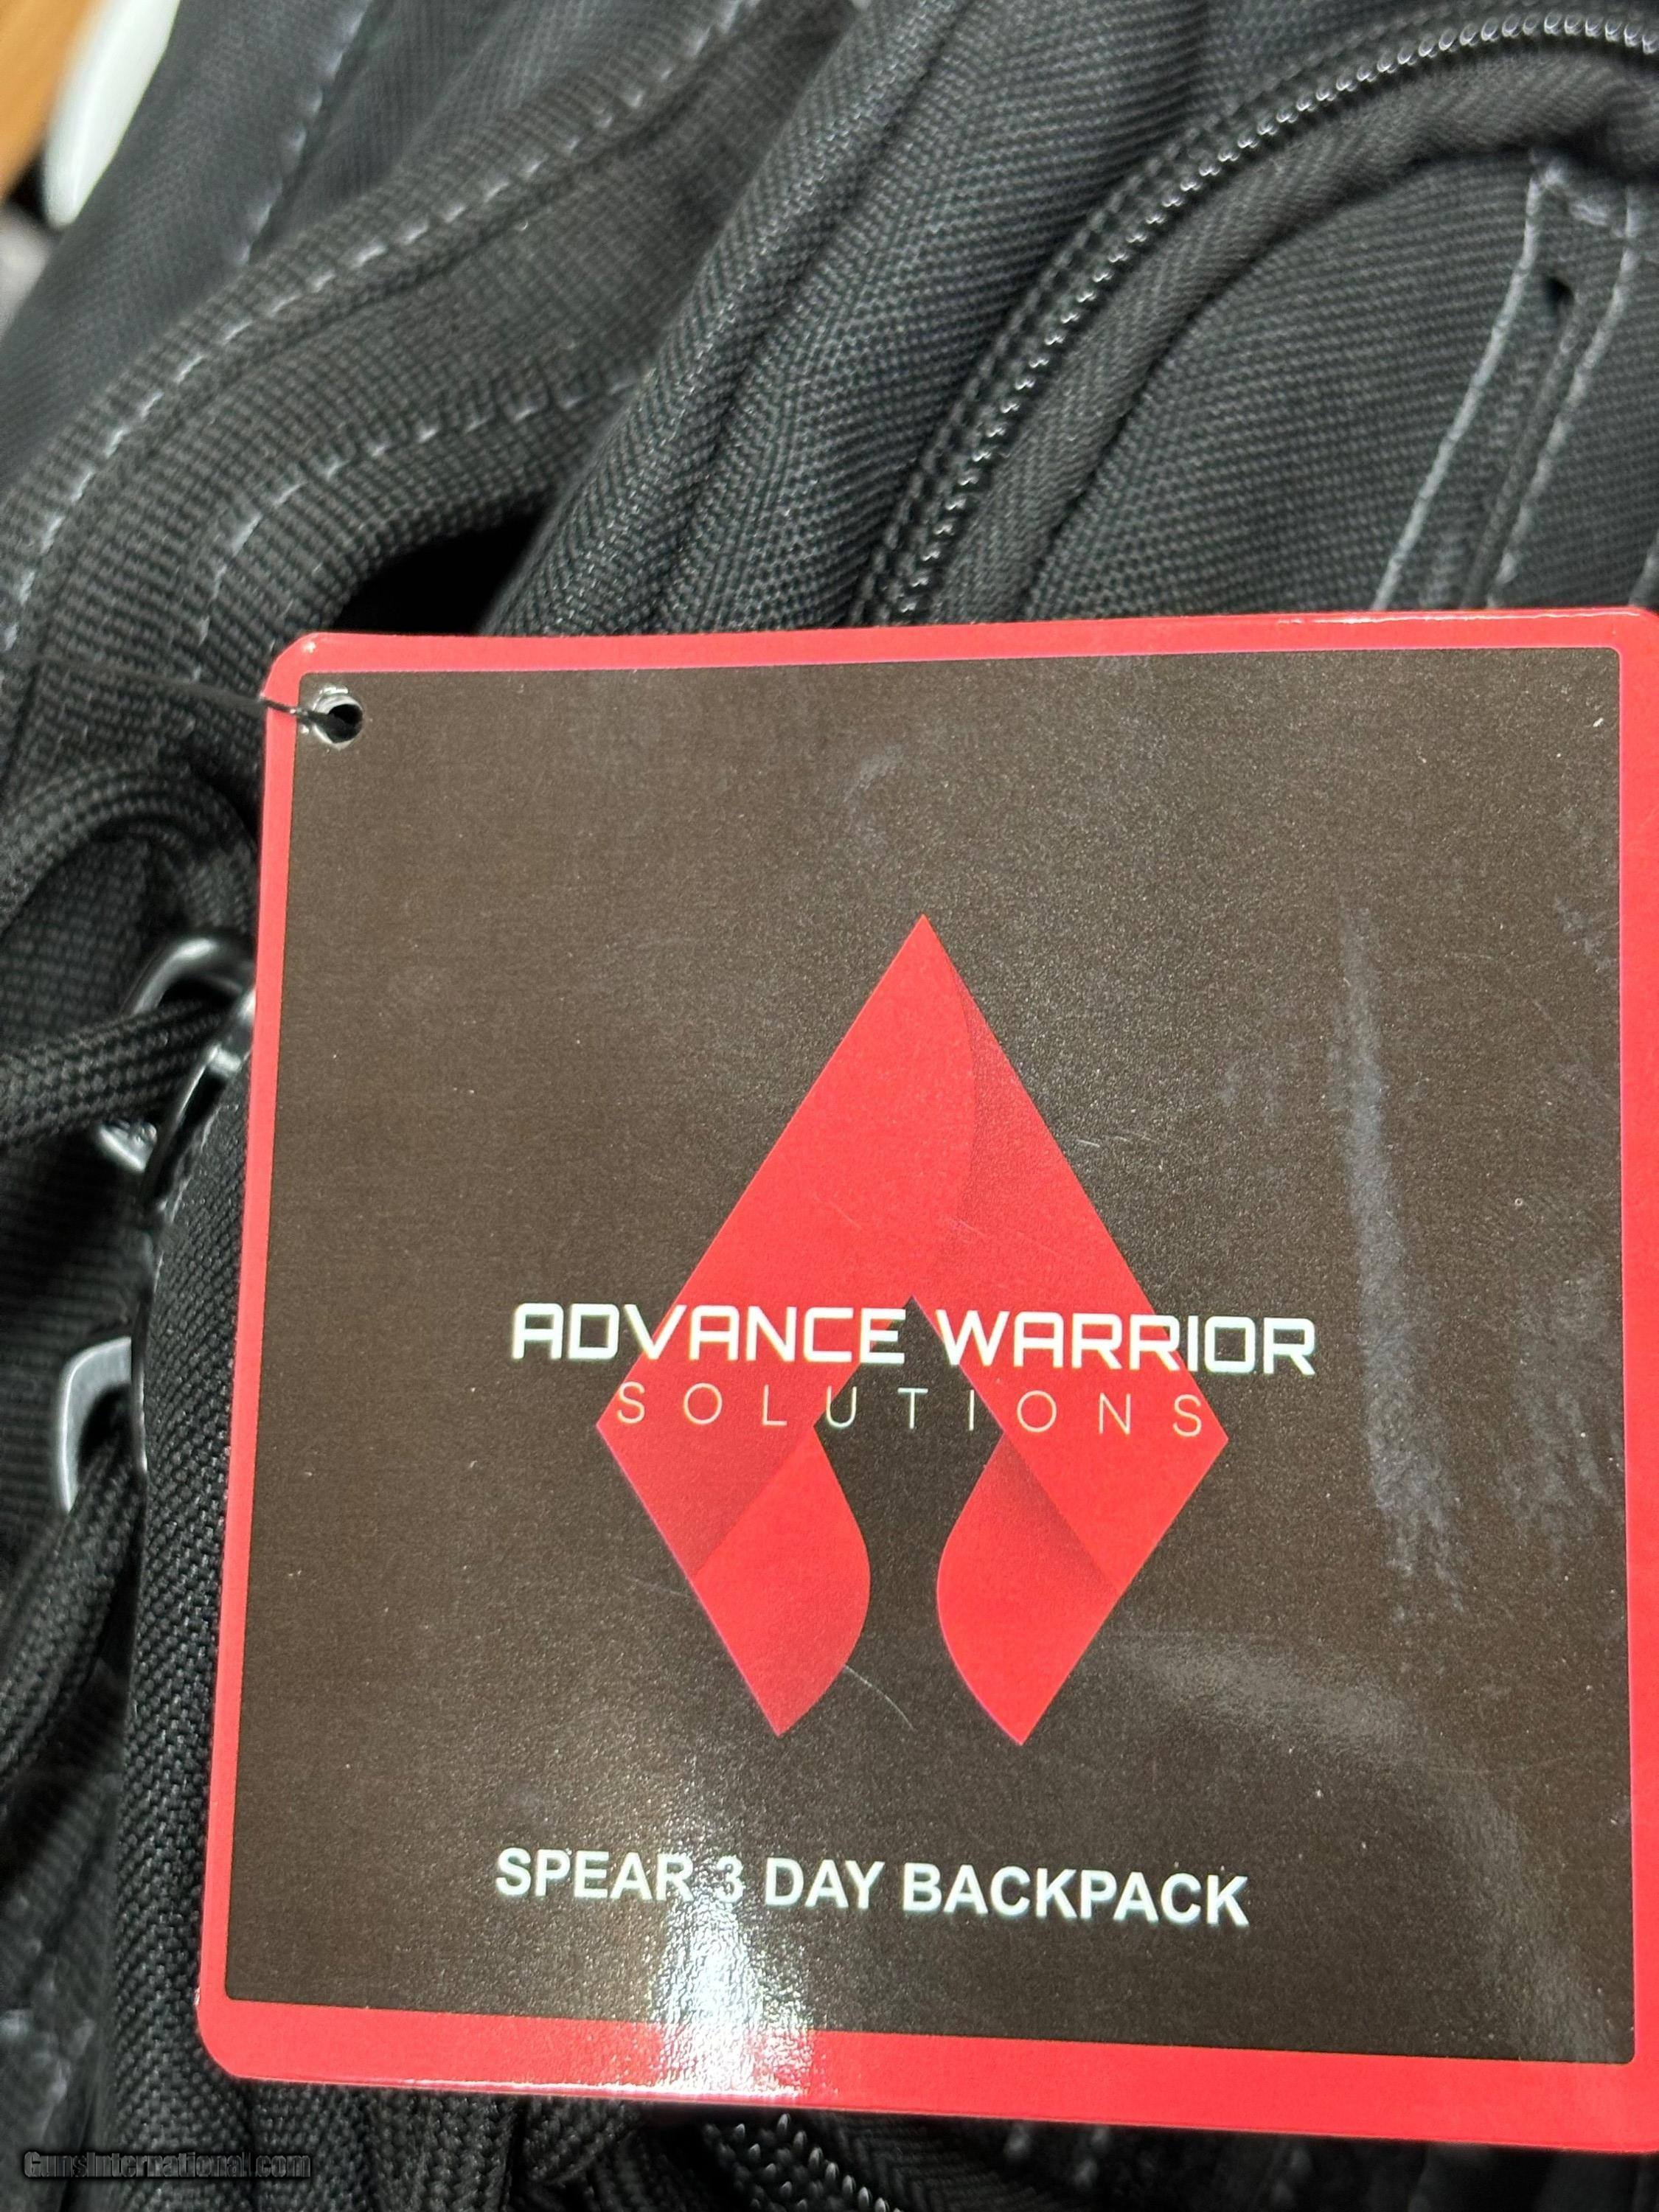 ADVANCE WARRIOR
SOLUTIONS
SPEAR 3 DAY BACKPACK
GunsInternational.com